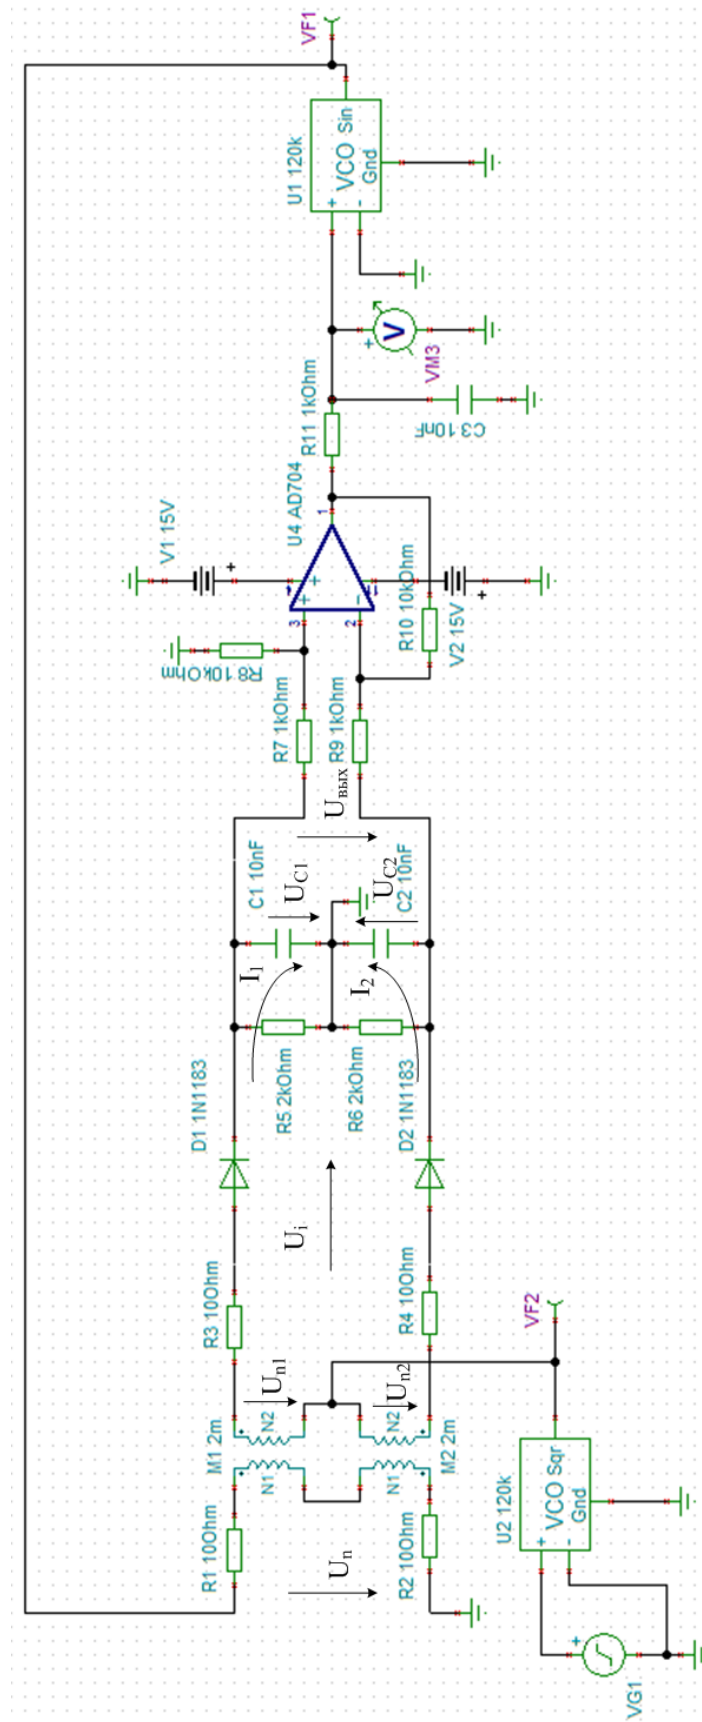 VF1
U1 120k
VCO Sin
Gnd
+
-
V
+
VM3
R11 1kOhm
C3 10nF
U4 AD704
1
V1 15V
+
+
+
-
3
2
R10 10kOhm
V2 15V
+
R8 10kOhm
R7 1kOhm
R9 1kOhm
Uвых
C1 10nF
UC1
UC2
C2 10nF
I1
I2
R5 2kOhm
R6 2kOhm
D1 1N1183
D2 1N1183
Ui
R3 10Ohm
R4 10Ohm
VF2
Un1
Un2
M1 2m
N2
N2
M2 2m
N1
N1
R1 10Ohm
Un
R2 10Ohm
U2 120k
VCO Sqr
Gnd
+
-
+
VG1